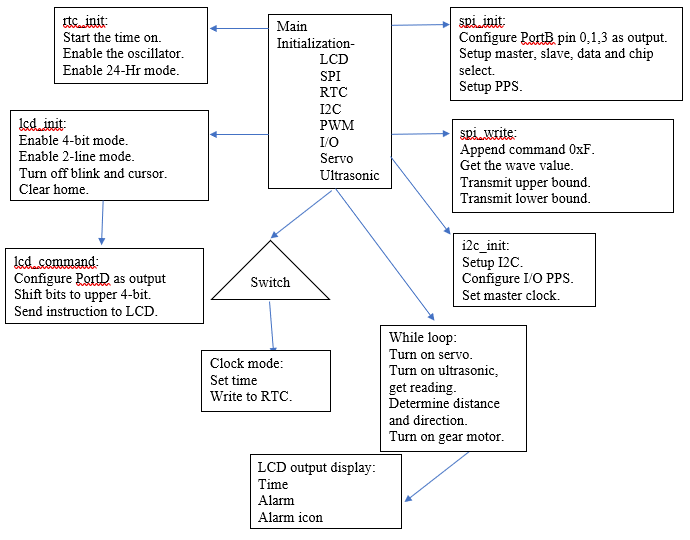 rtc_init:
Start the time on.
Enable the oscillator.
Enable 24-Hr mode.
Main
Initialization-
LCD
SPI
RTC
I2C
PWM
I/O
Servo
Ultrasonic
spi_init:
Configure PortB pin 0,1,3 as output.
Setup master, slave, data and chip
select.
Setup PPS.
lcd_init:
Enable 4-bit mode.
Enable 2-line mode.
Turn off blink and cursor.
Clear home.
spi_write:
Append command 0xF.
Get the wave value.
Transmit upper bound.
Transmit lower bound.
lcd_command:
Configure PortD as output
Shift bits to upper 4-bit.
Send instruction to LCD.
Switch
i2c_init:
Setup I2C.
Configure I/O PPS.
Set master clock.
Clock mode:
Set time
Write to RTC.
While loop:
Turn on servo.
Turn on ultrasonic,
get reading.
Determine distance
and direction.
Turn on gear motor.
LCD output display:
Time
Alarm
Alarm icon